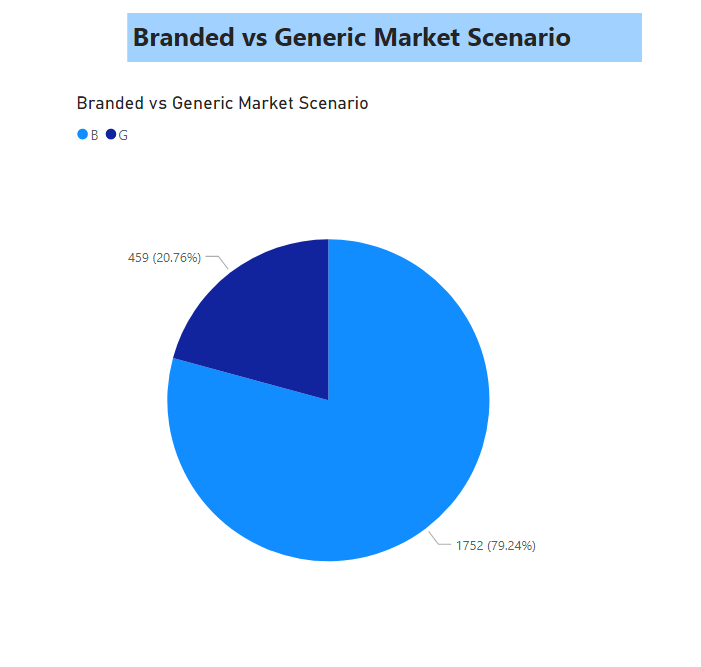 Branded vs Generic Market Scenario
Branded vs Generic Market Scenario
B G
459 (20.76%)
1752 (79.24%)